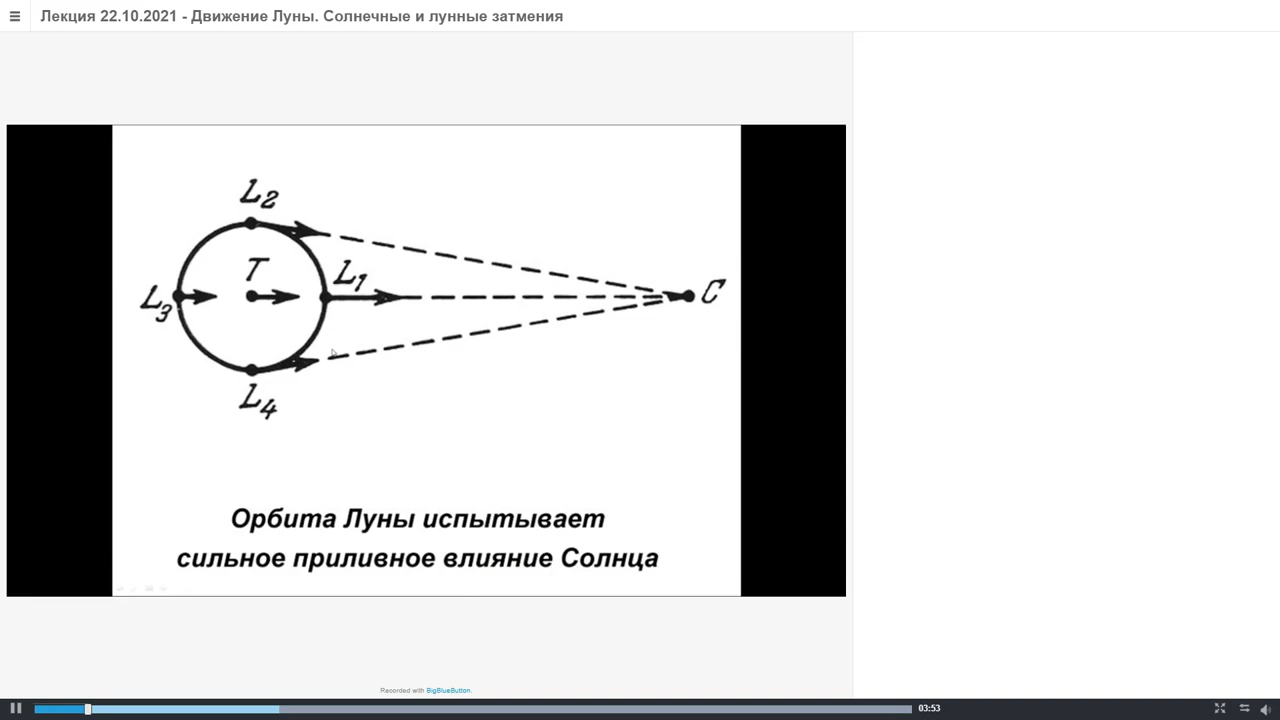 Лекция 22.10.2021 - Движение Луны. Солнечные и лунные затмения
L2
T
L1
L3
C
L4
Орбита Луны испытывает
сильное приливное влияние Солнца
Recorded with BigBlueButton.
03:53